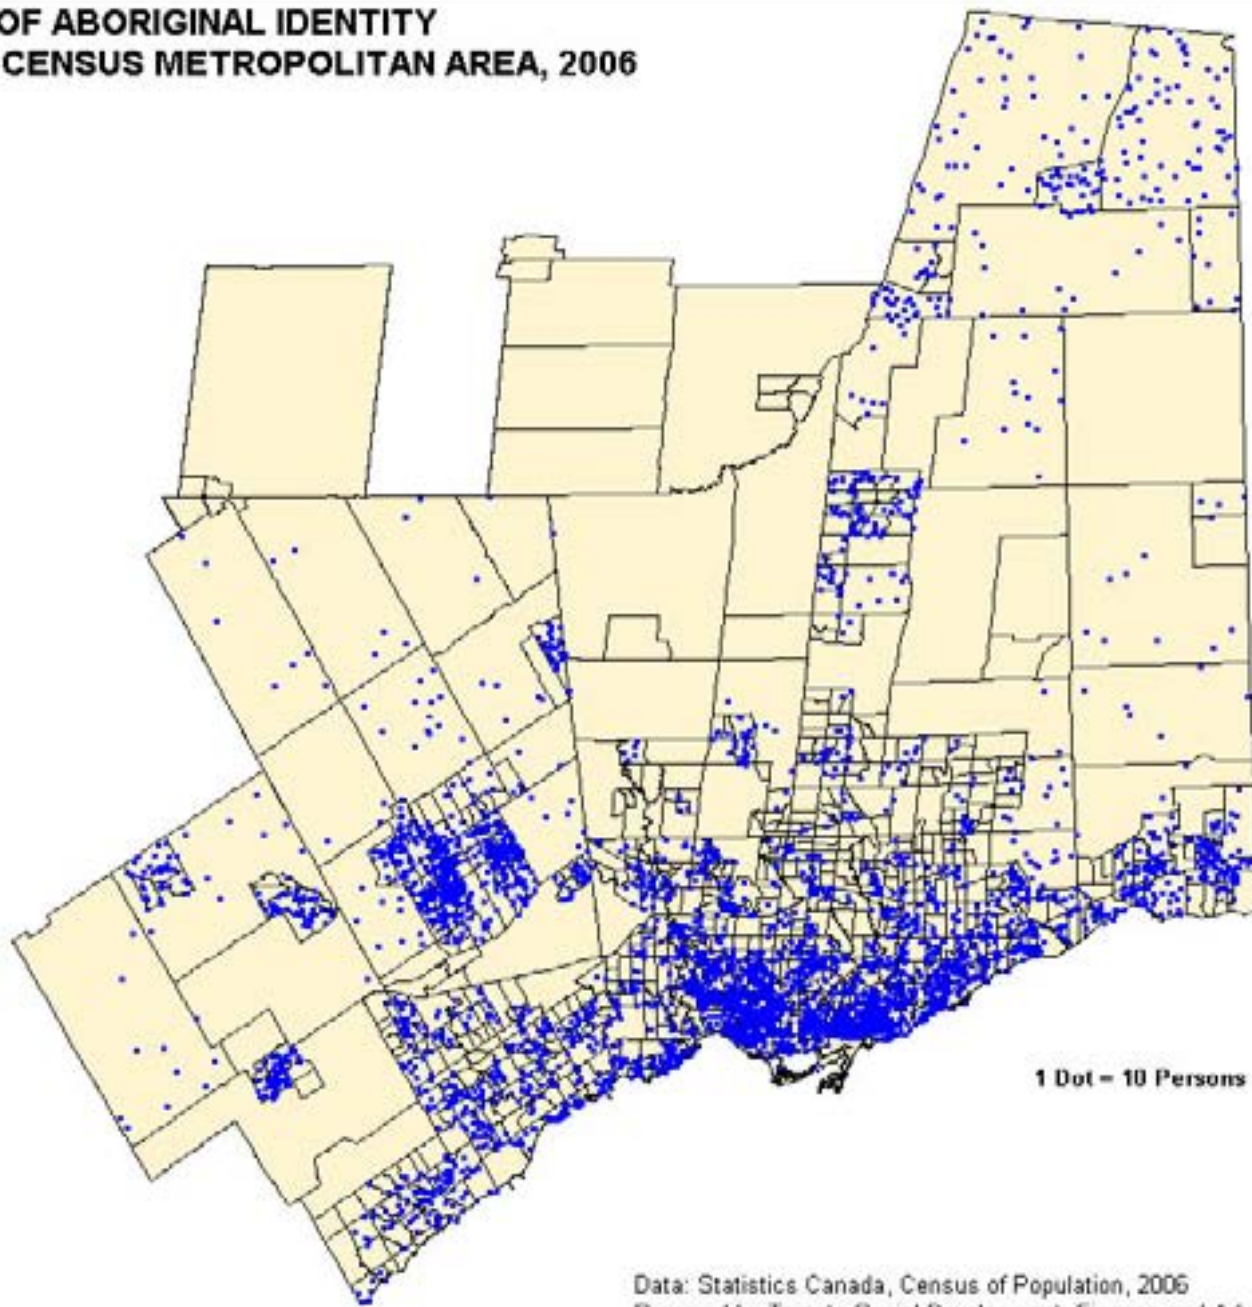 OF ABORIGINAL IDENTITY
CENSUS METROPOLITAN AREA, 2006
1 Dot = 10 Persons
Data: Statistics Canada, Census of Population, 2006